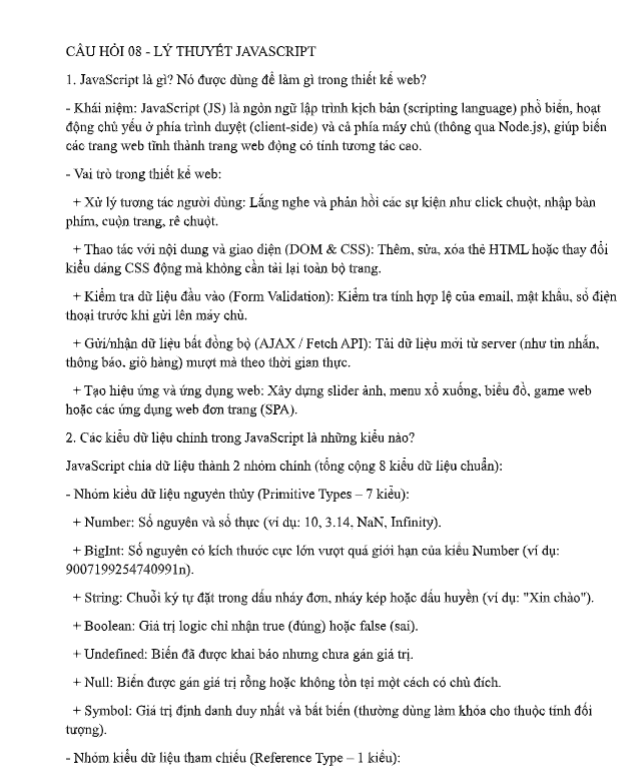 CÂU HỎI 08 - LÝ THUYẾT JAVASCRIPT
1. JavaScript là gì? Nó được dùng để làm gì trong thiết kế web?
- Khái niệm: JavaScript (JS) là ngôn ngữ lập trình kịch bản (scripting language) phổ biến, hoạt
động chủ yếu ở phía trình duyệt (client-side) và cả phía máy chủ (thông qua Node.js), giúp biến
các trang web tĩnh thành trang web động có tính tương tác cao.
- Vai trò trong thiết kế web:
+ Xử lý tương tác người dùng: Lắng nghe và phản hồi các sự kiện như click chuột, nhập bàn
phím, cuộn trang, rê chuột.
+ Thao tác với nội dung và giao diện (DOM & CSS): Thêm, sửa, xóa thẻ HTML hoặc thay đổi
kiểu dáng CSS động mà không cần tải lại toàn bộ trang.
+ Kiểm tra dữ liệu đầu vào (Form Validation): Kiểm tra tính hợp lệ của email, mật khẩu, số điện
thoại trước khi gửi lên máy chủ.
+ Gửi/nhận dữ liệu bất đồng bộ (AJAX / Fetch API): Tải dữ liệu mới từ server (như tin nhắn,
thông báo, giỏ hàng) mượt mà theo thời gian thực.
+ Tạo hiệu ứng và ứng dụng web: Xây dựng slider ảnh, menu xổ xuống, biểu đồ, game web
hoặc các ứng dụng web đơn trang (SPA).
2. Các kiểu dữ liệu chính trong JavaScript là những kiểu nào?
JavaScript chia dữ liệu thành 2 nhóm chính (tổng cộng 8 kiểu dữ liệu chuẩn):
- Nhóm kiểu dữ liệu nguyên thủy (Primitive Types – 7 kiểu):
+ Number: Số nguyên và số thực (ví dụ: 10, 3.14, NaN, Infinity).
+ BigInt: Số nguyên có kích thước cực lớn vượt quá giới hạn của kiểu Number (ví dụ:
9007199254740991n).
+ String: Chuỗi ký tự đặt trong dấu nháy đơn, nháy kép hoặc dấu huyền (ví dụ: "Xin chào").
+ Boolean: Giá trị logic chỉ nhận true (đúng) hoặc false (sai).
+ Undefined: Biến đã được khai báo nhưng chưa gán giá trị.
+ Null: Biến được gán giá trị rỗng hoặc không tồn tại một cách có chủ đích.
+ Symbol: Giá trị định danh duy nhất và bất biến (thường dùng làm khóa cho thuộc tính đối
tượng).
- Nhóm kiểu dữ liệu tham chiếu (Reference Type – 1 kiểu):